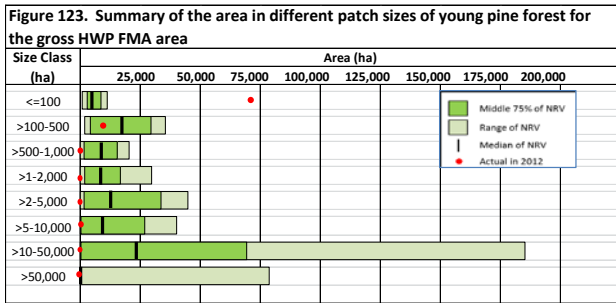 Figure 123. Summary of the area in different patch sizes of young pine forest for
the gross HWP FMA area
Size Class
(ha)
Area (ha)
25,000 50,000 75,000 100,000 125,000 150,000 175,000 200,000
<=100
>100-500
>500-1,000
>1-2,000
>2-5,000
>5-10,000
>10-50,000
>50,000
Middle 75% of NRV
Range of NRV
Median of NRV
Actual in 2012